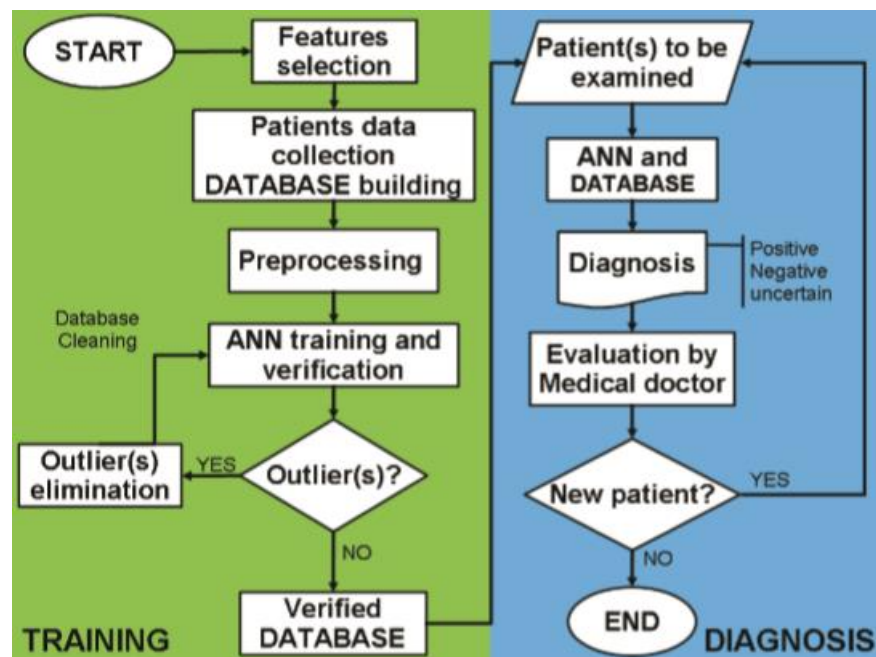 START
Features
selection
Patients data
collection
DATABASE building
Preprocessing
Database
Cleaning
ANN training and
verification
Outlier(s)
elimination
YES
Outlier(s)?
NO
Verified
DATABASE
TRAINING
Patient(s) to be
examined
ANN and
DATABASE
Diagnosis
Positive
Negative
uncertain
Evaluation by
Medical doctor
New patient?
YES
NO
END
DIAGNOSIS